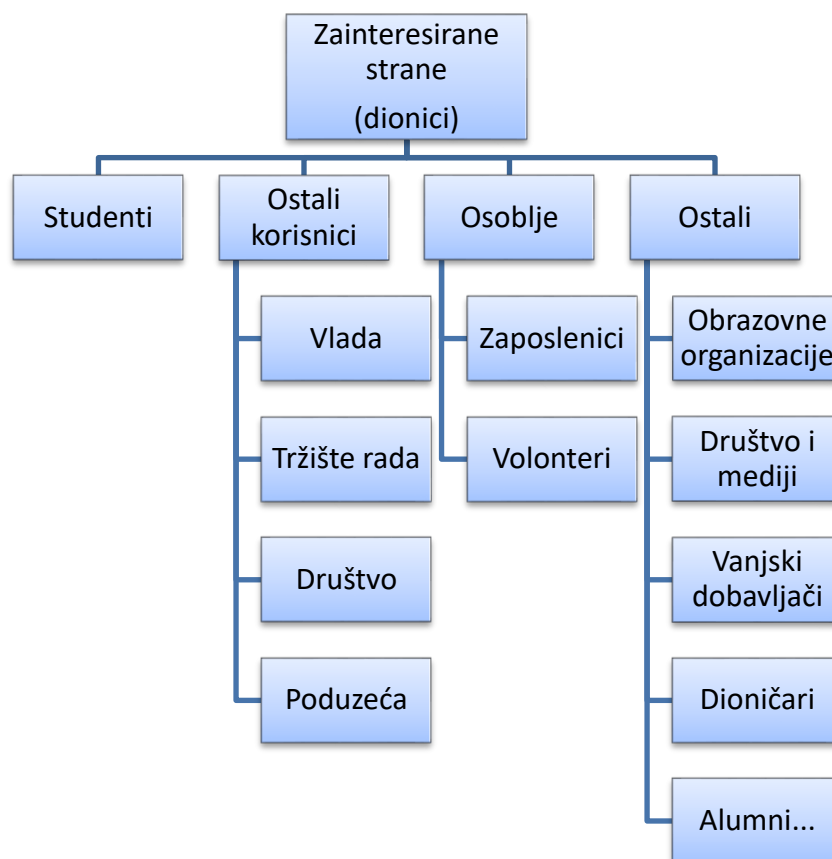 Zainteresirane
strane
(dionici)
Studenti
Ostali
korisnici
Osoblje
Ostali
Vlada
Tržište rada
Društvo
Poduzeća
Zaposlenici
Volonteri
Obrazovne
organizacije
Društvo i
mediji
Vanjski
dobavljači
Dioničari
Alumni...